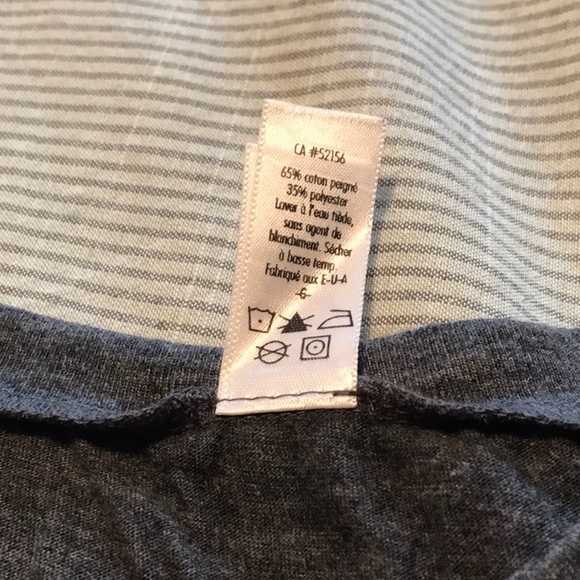 CA #52156
65% coton peigné
35% polyester
Laver à l'eau tiède,
sans agent de
blanchiment. Sécher
à basse temp.
Fabriqué aux E-U-A
-6-